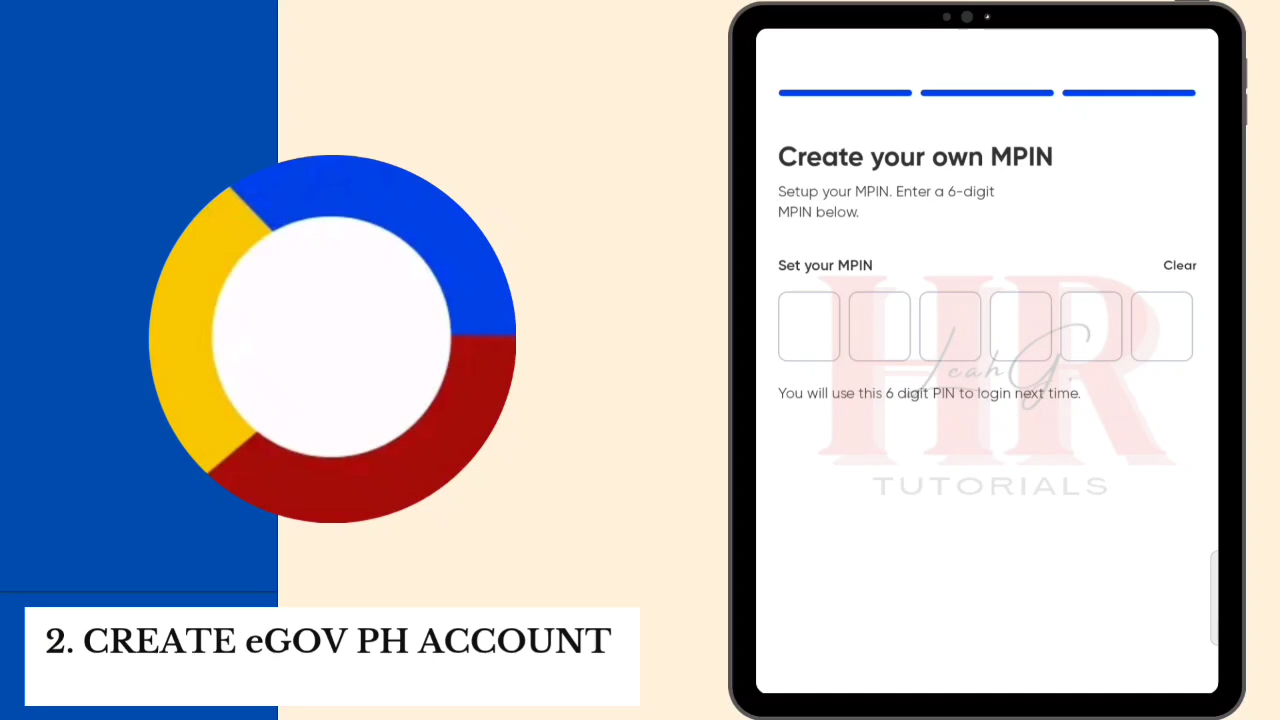 Create your own MPIN
Setup your MPIN. Enter a 6-digit
MPIN below.
Set your MPIN
Clear
HR
Leah G.
You will use this 6 digit PIN to login next time.
TUTORIALS
2. CREATE eGOV PH ACCOUNT